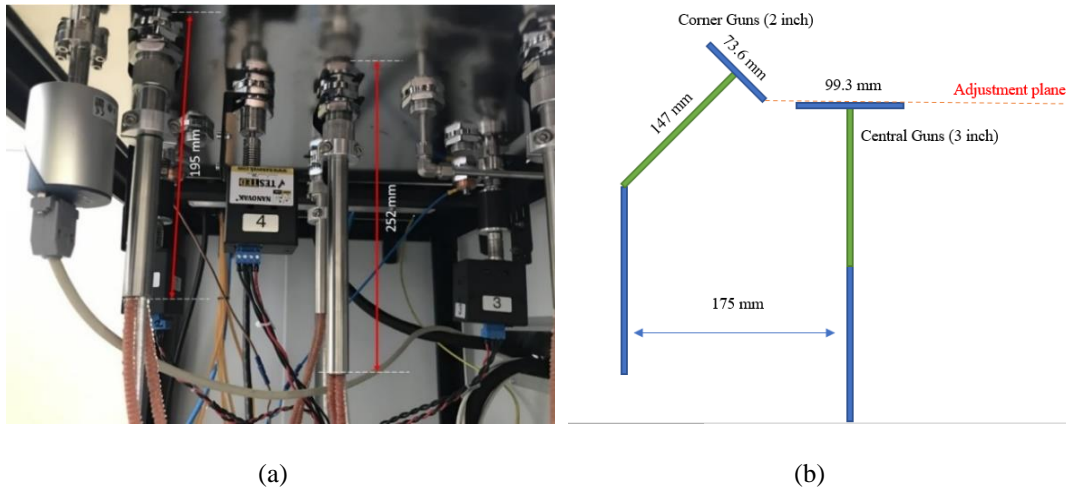 195 mm
252 mm
TESTED
NANOVAK
4
3
(a)
Corner Guns (2 inch)
73.6 mm
99.3 mm
Adjustment plane
147 mm
Central Guns (3 inch)
175 mm
(b)